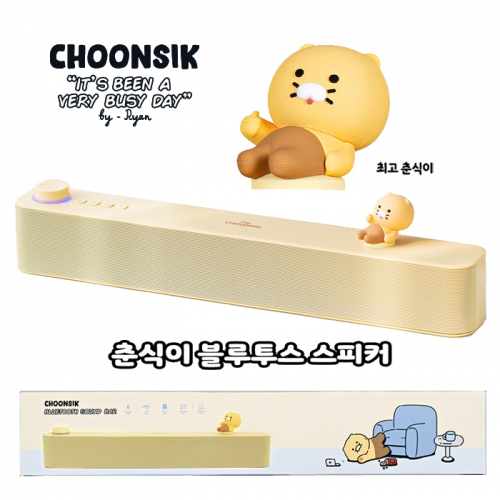 CHOONSIK
"IT'S BEEN A
VERY BUSY DAY"
by - Ryan
최고 춘식이
CHOONSIK
춘식이 블루투스 스피커
CHOONSIK
BLUETOOTH SOUND BAR